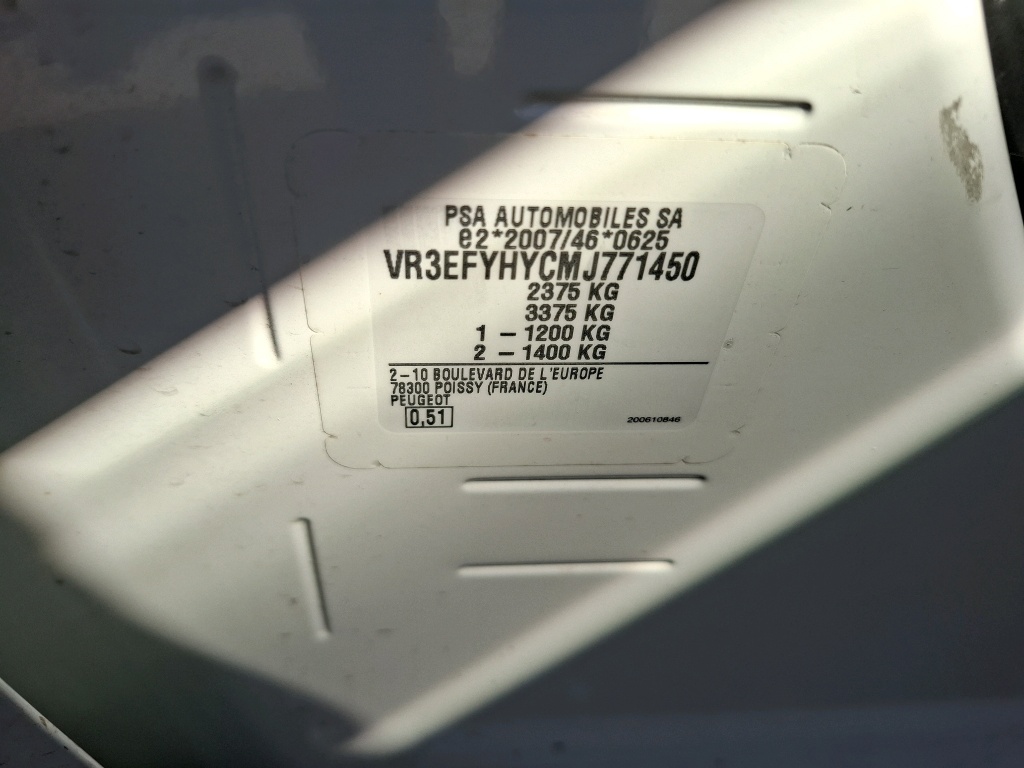 PSA AUTOMOBILES SA
e2*2007/46*0625
VR3EFYHYCMJ771450
2375 KG
3375 KG
1 – 1200 KG
2 – 1400 KG
2–10 BOULEVARD DE L'EUROPE
78300 POISSY (FRANCE)
PEUGEOT
0,51
200610846